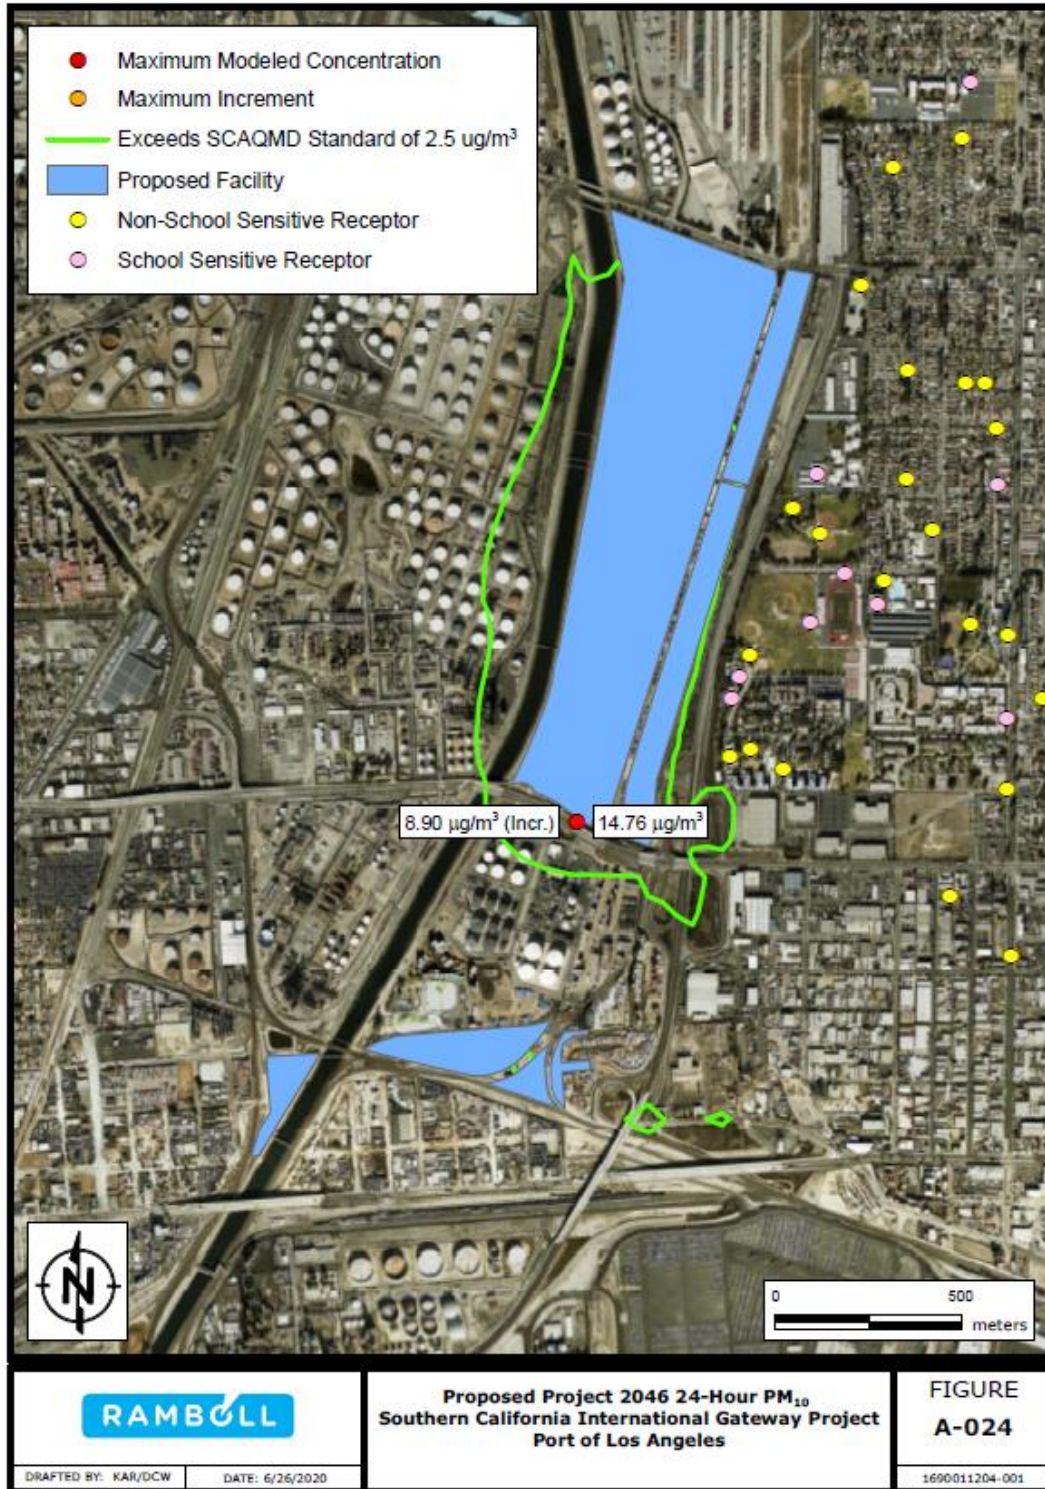 Maximum Modeled Concentration
Maximum Increment
Exceeds SCAQMD Standard of 2.5 ug/m³
Proposed Facility
Non-School Sensitive Receptor
School Sensitive Receptor
8.90 µg/m³ (Incr.)
14.76 µg/m³
N
0 500
meters
RAMBOLL
DRAFTED BY: KAR/DCW
DATE: 6/26/2020
Proposed Project 2046 24-Hour PM₁₀
Southern California International Gateway Project
Port of Los Angeles
FIGURE
A-024
1690011204-001